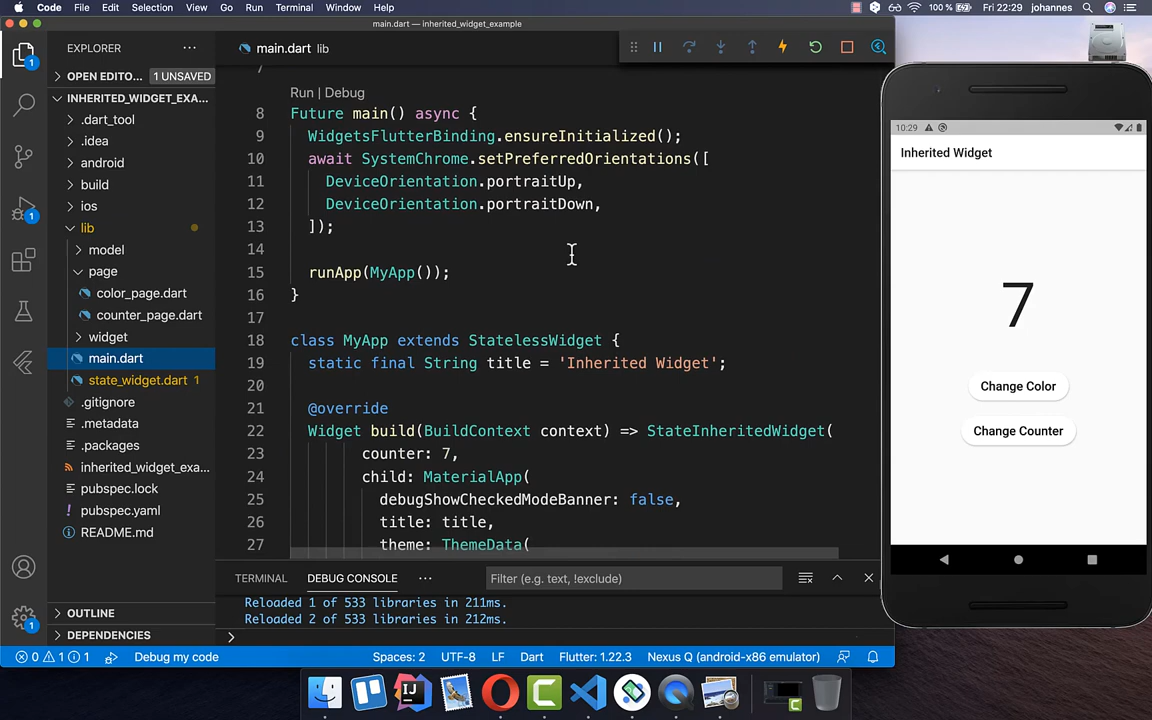 Code File Edit Selection View Go Run Terminal Window Help 100 % Fri 22:29 johannes
main.dart — inherited_widget_example
EXPLORER
OPEN EDITO... 1 UNSAVED
INHERITED_WIDGET_EXA...
.dart_tool
.idea
android
build
ios
lib
model
page
color_page.dart
counter_page.dart
widget
main.dart
state_widget.dart 1
.gitignore
.metadata
.packages
inherited_widget_exa...
pubspec.lock
pubspec.yaml
README.md
OUTLINE
DEPENDENCIES
1
1
1
main.dart lib
7
Run | Debug
8 Future main() async {
9 WidgetsFlutterBinding.ensureInitialized();
10 await SystemChrome.setPreferredOrientations([
11 DeviceOrientation.portraitUp,
12 DeviceOrientation.portraitDown,
13 ]);
14
15 runApp(MyApp());
16 }
17
18 class MyApp extends StatelessWidget {
19 static final String title = 'Inherited Widget';
20
21 @override
22 Widget build(BuildContext context) => StateInheritedWidget(
23 counter: 7,
24 child: MaterialApp(
25 debugShowCheckedModeBanner: false,
26 title: title,
27 theme: ThemeData(
TERMINAL DEBUG CONSOLE ... Filter (e.g. text, !exclude)
Reloaded 1 of 533 libraries in 211ms.
Reloaded 2 of 533 libraries in 212ms.
0 1 1 Debug my code Spaces: 2 UTF-8 LF Dart Flutter: 1.22.3 Nexus Q (android-x86 emulator)
10:29
Inherited Widget
7
Change Color
Change Counter